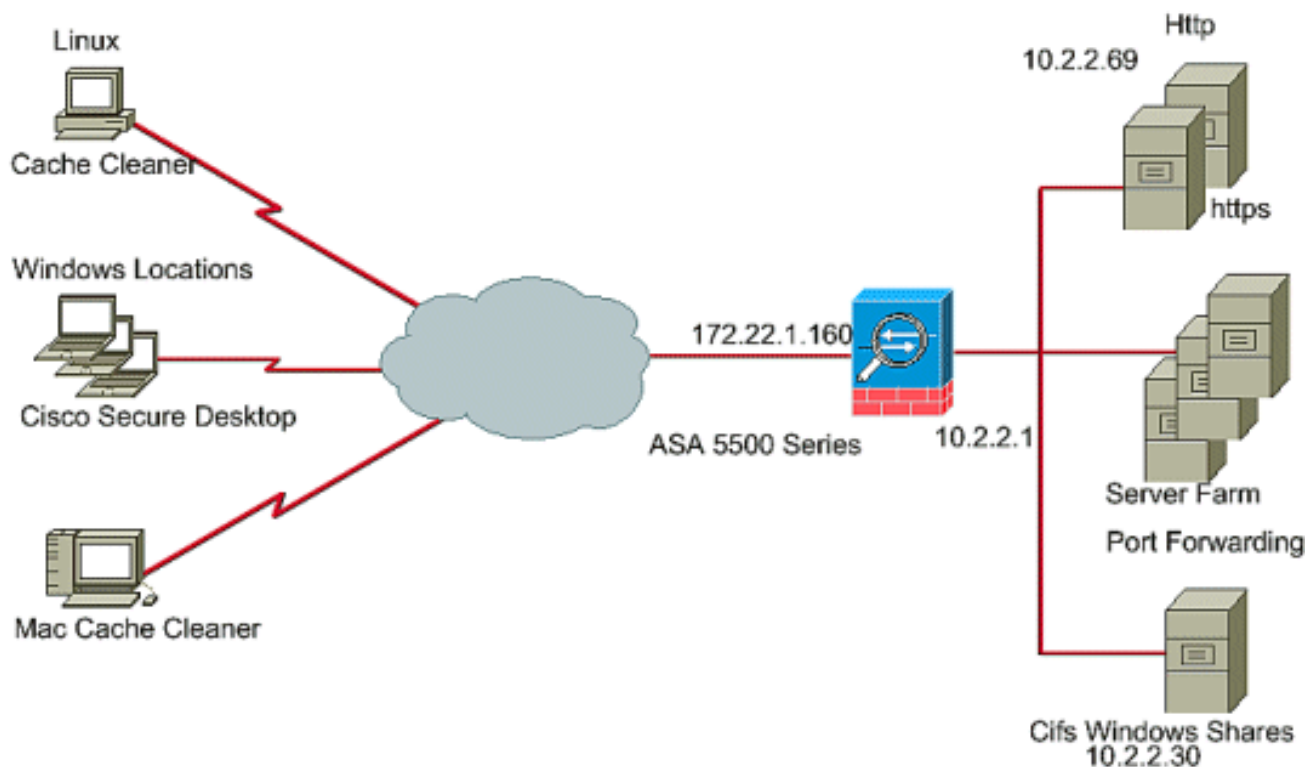 Linux
Cache Cleaner
Windows Locations
Cisco Secure Desktop
Mac Cache Cleaner
172.22.1.160
ASA 5500 Series
10.2.2.1
Http
10.2.2.69
https
Server Farm
Port Forwarding
Cifs Windows Shares
10.2.2.30